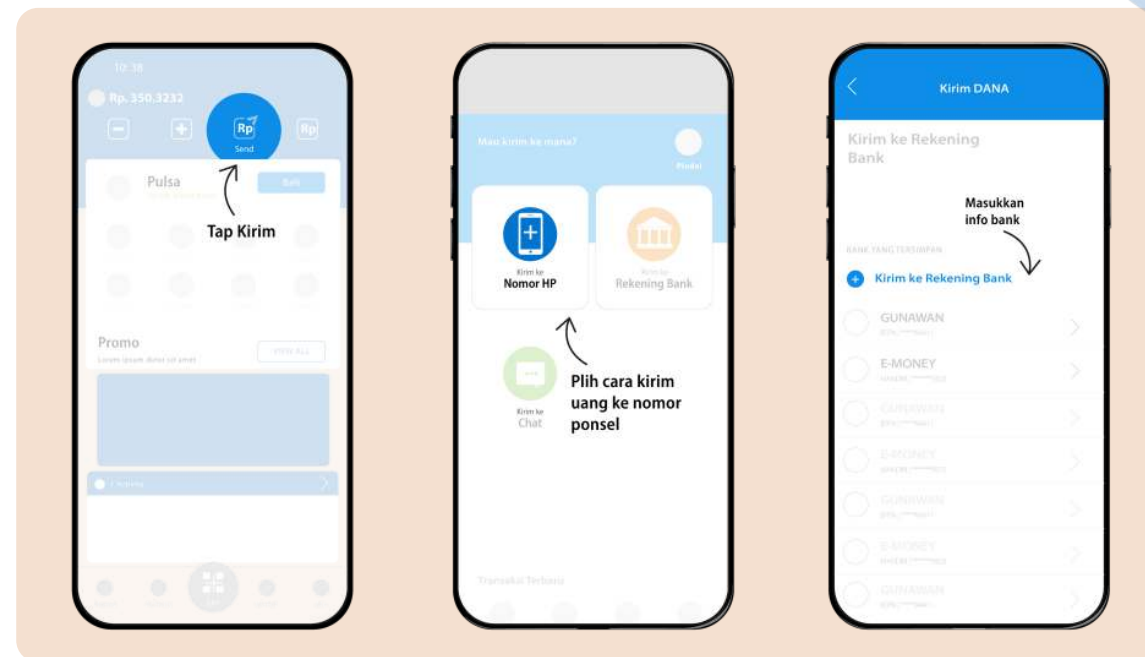 10:38
Rp. 350.3232
Rp
Rp
Send
Pulsa
Beli
Tap Kirim
Promo
Lorem ipsum dolor sit amet
VIEW ALL
Mau kirim ke mana?
Kirim ke
Nomor HP
Kirim ke
Rekening Bank
Plih cara kirim
uang ke nomor
ponsel
Kirim ke
Chat
Transaksi Terbaru
Kirim DANA
Kirim ke Rekening
Bank
Masukkan
info bank
BANK YANG TERSIMPAN
Kirim ke Rekening Bank
GUNAWAN
E-MONEY
GUNAWAN
E-MONEY
GUNAWAN
E-MONEY
GUNAWAN